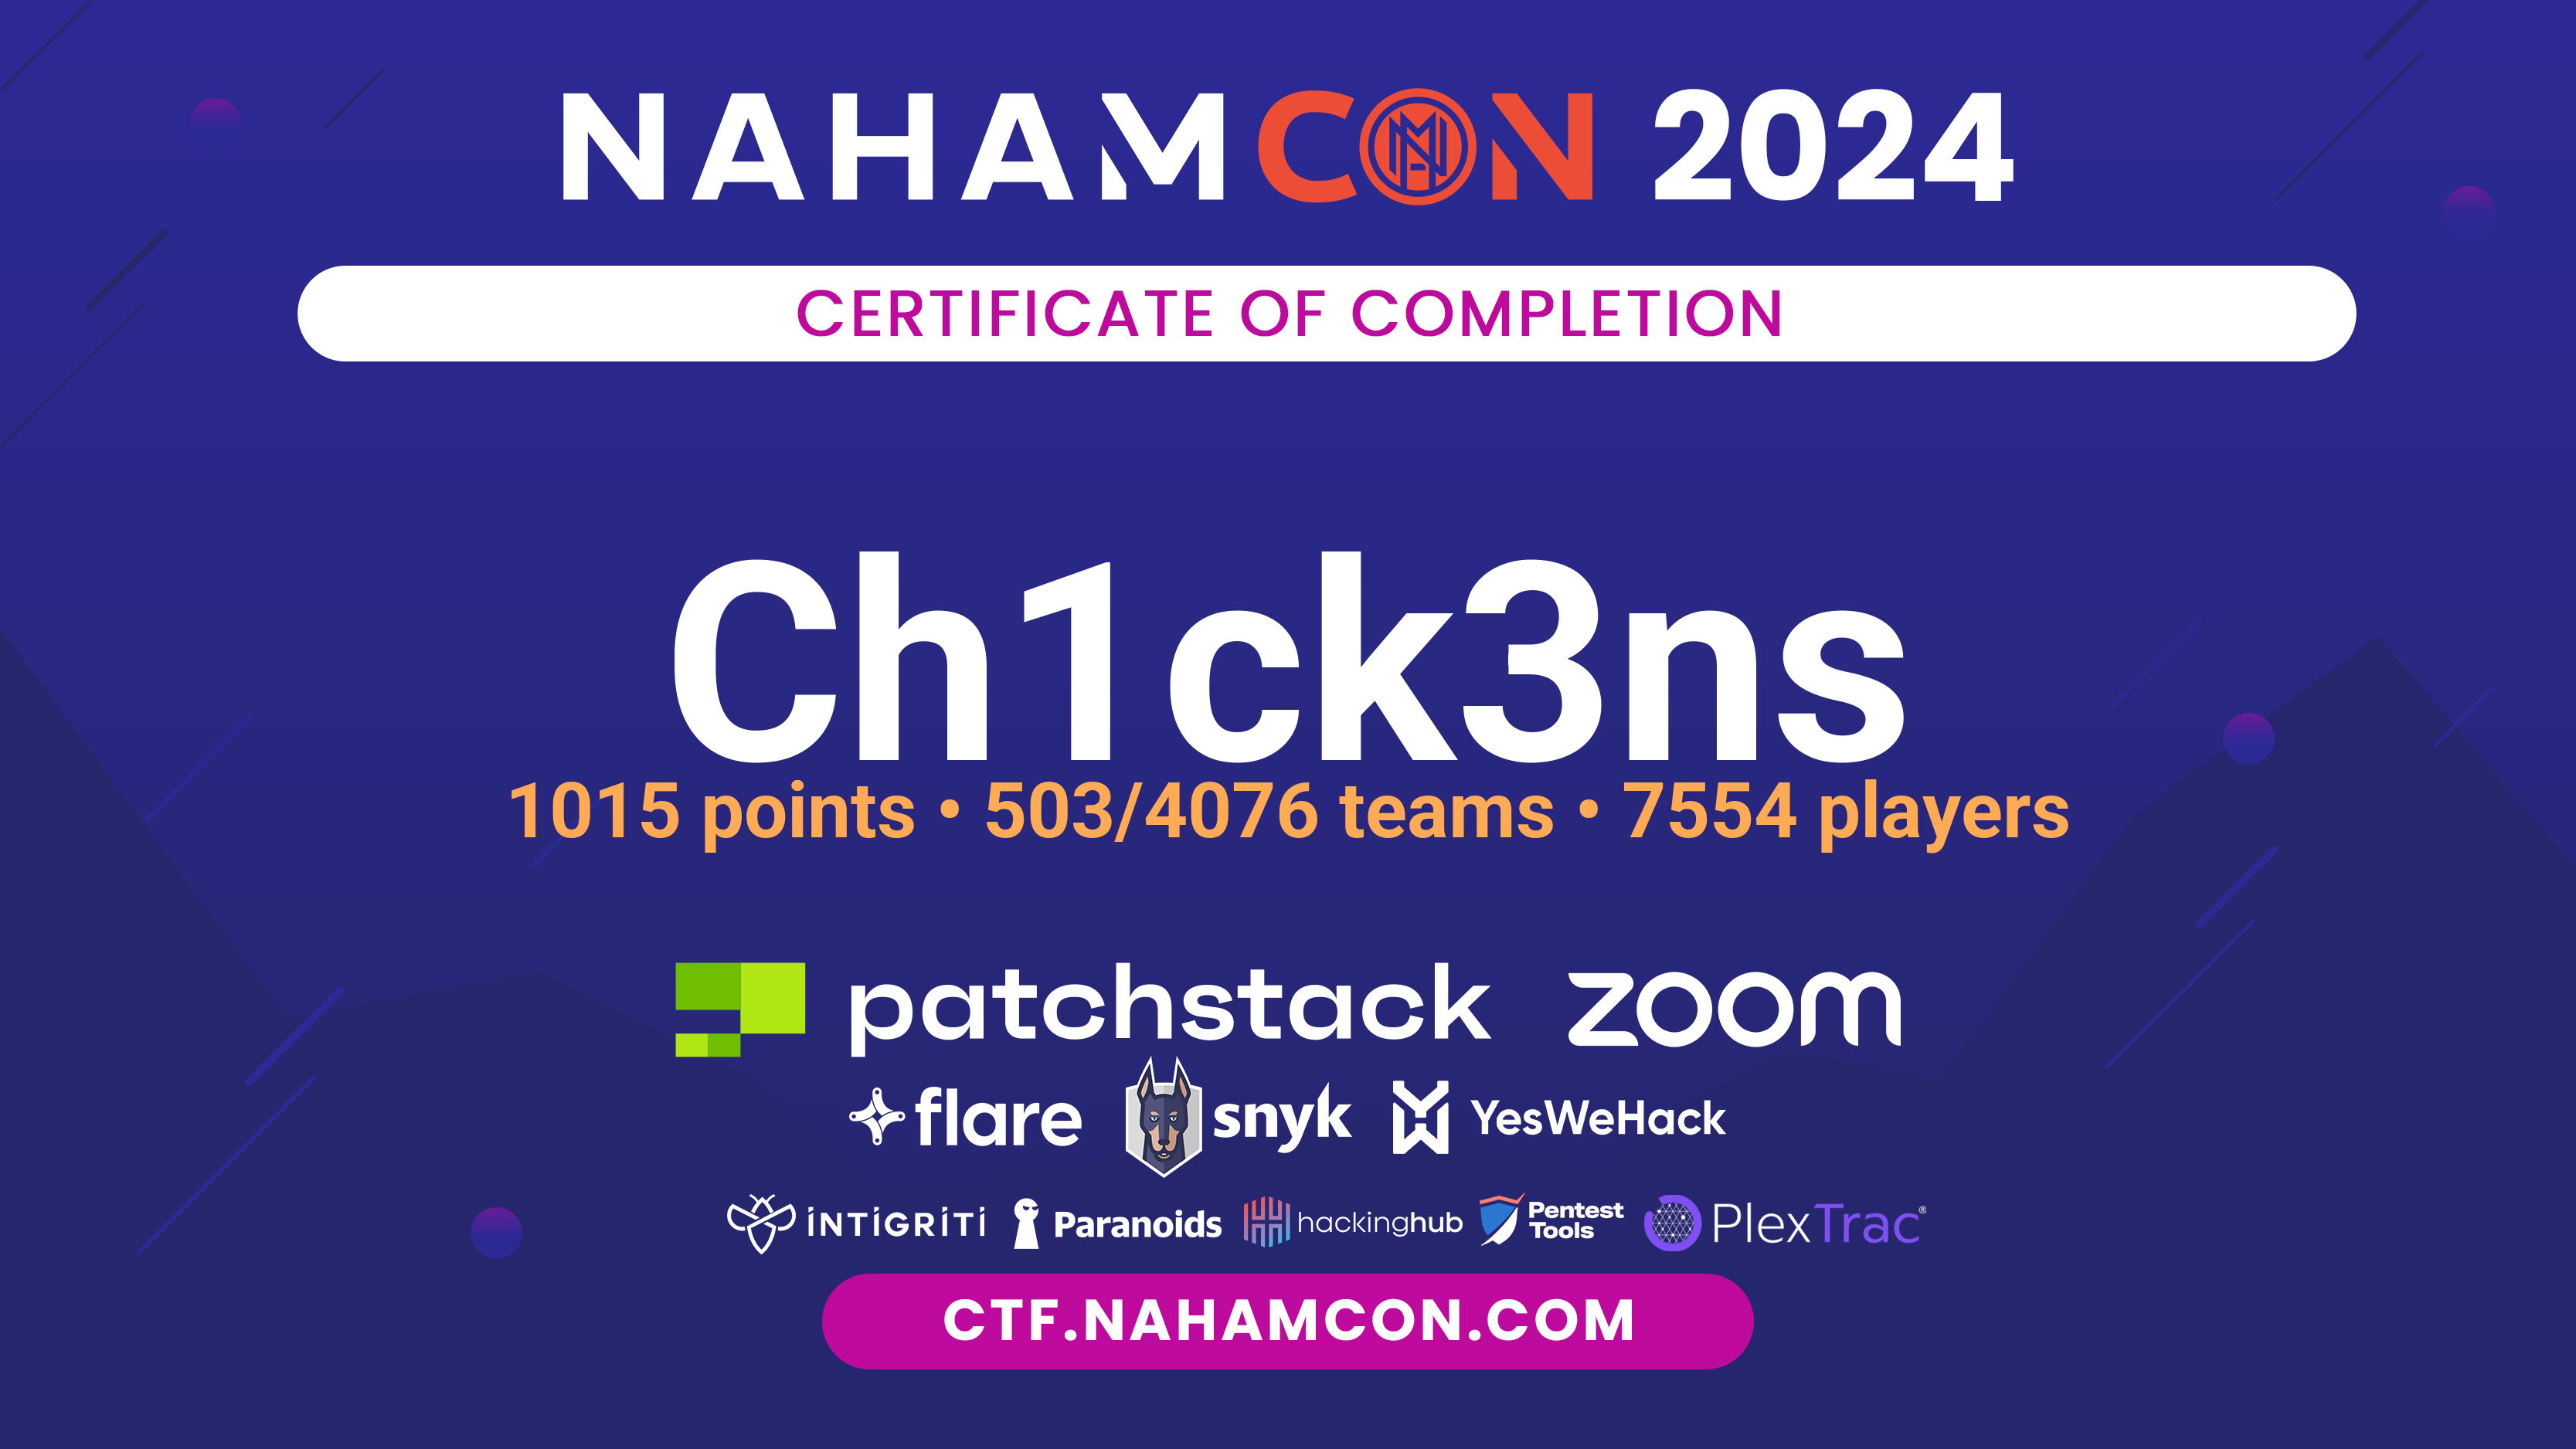 NAHAMCON 2024
CERTIFICATE OF COMPLETION
Ch1ck3ns
1015 points • 503/4076 teams • 7554 players
patchstack zoom
flare snyk YesWeHack
INTIGRITI Paranoids hackinghub Pentest Tools PlexTrac®
CTF.NAHAMCON.COM